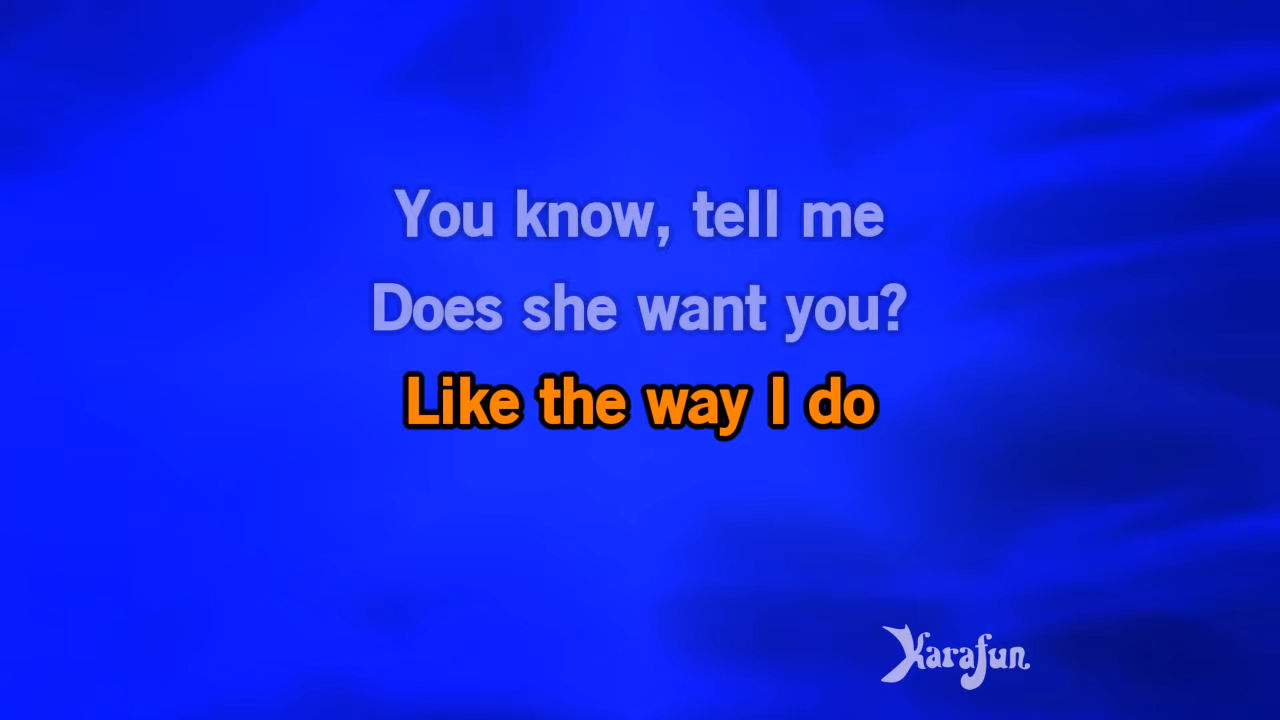 You know, tell me
Does she want you?
Like the way I do
Karafun